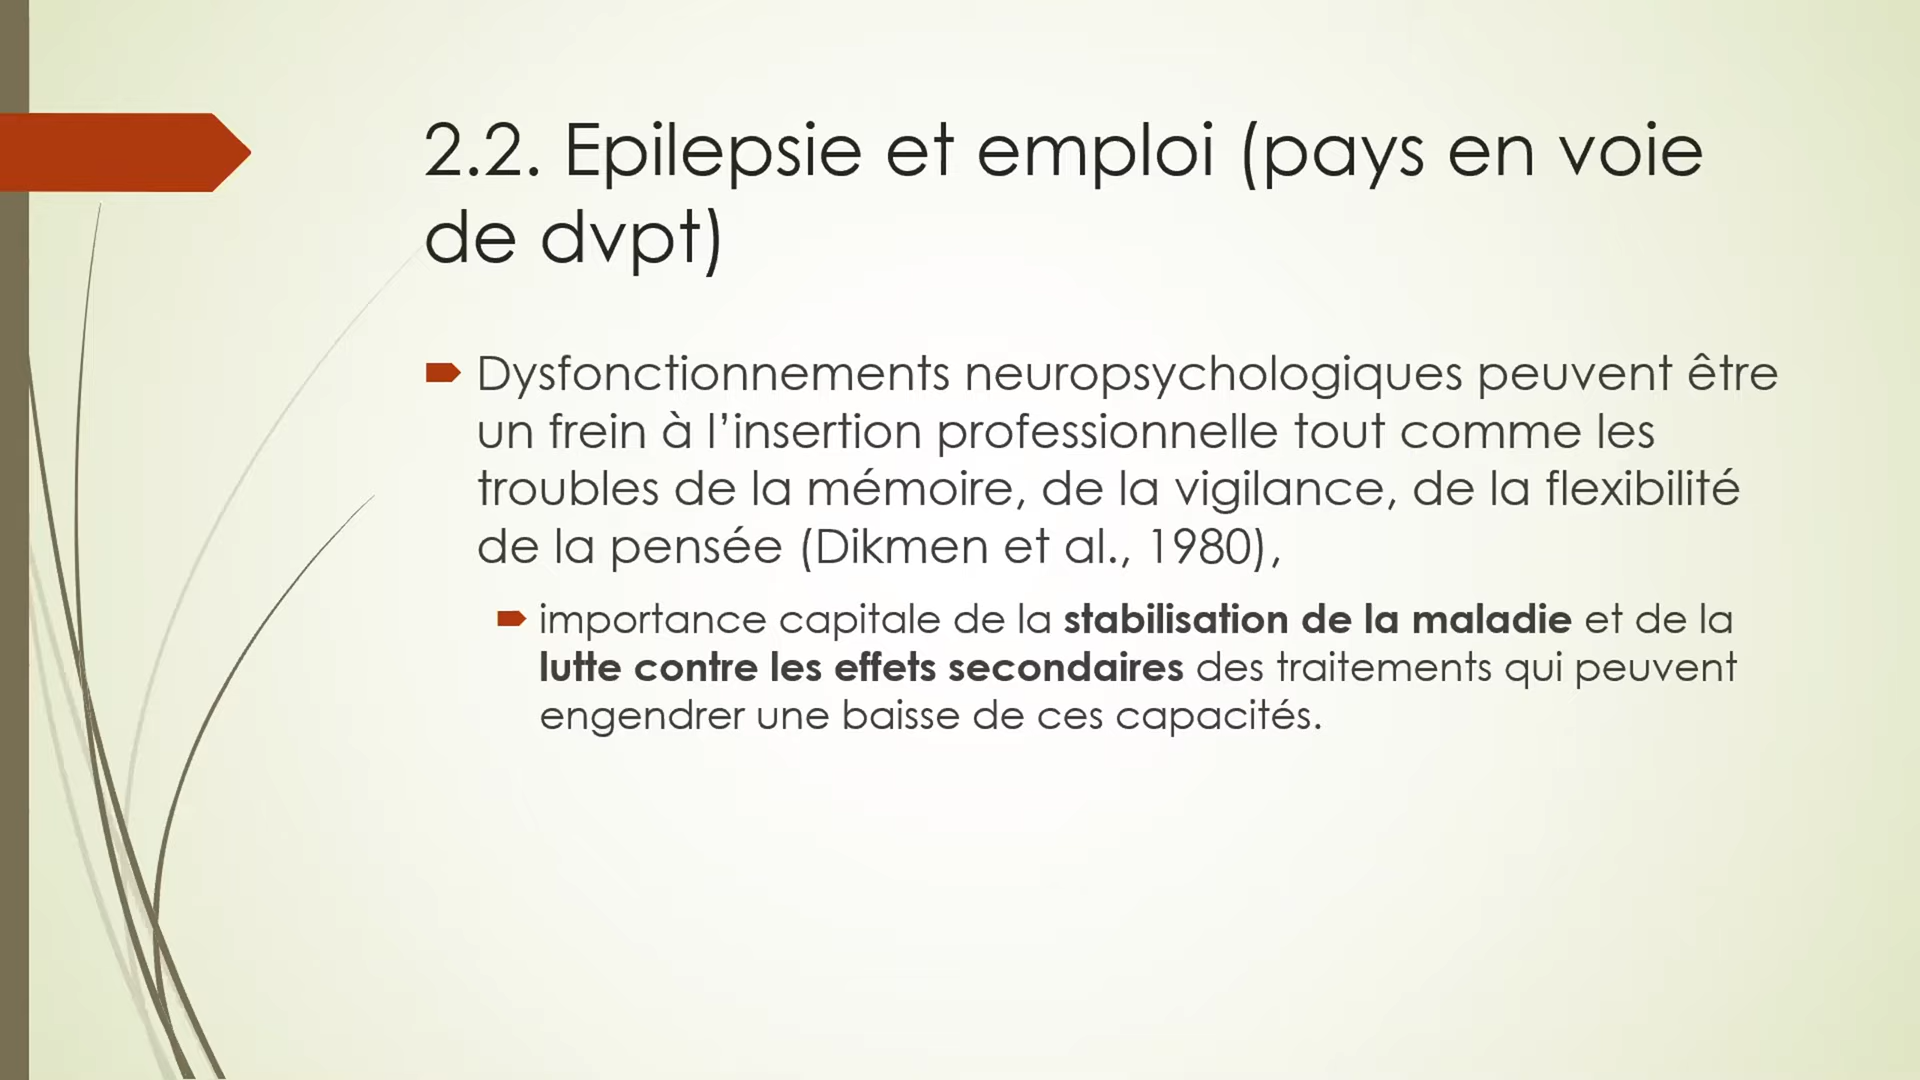 2.2. Epilepsie et emploi (pays en voie
de dvpt)
Dysfonctionnements neuropsychologiques peuvent être
un frein à l’insertion professionnelle tout comme les
troubles de la mémoire, de la vigilance, de la flexibilité
de la pensée (Dikmen et al., 1980),
importance capitale de la stabilisation de la maladie et de la
lutte contre les effets secondaires des traitements qui peuvent
engendrer une baisse de ces capacités.